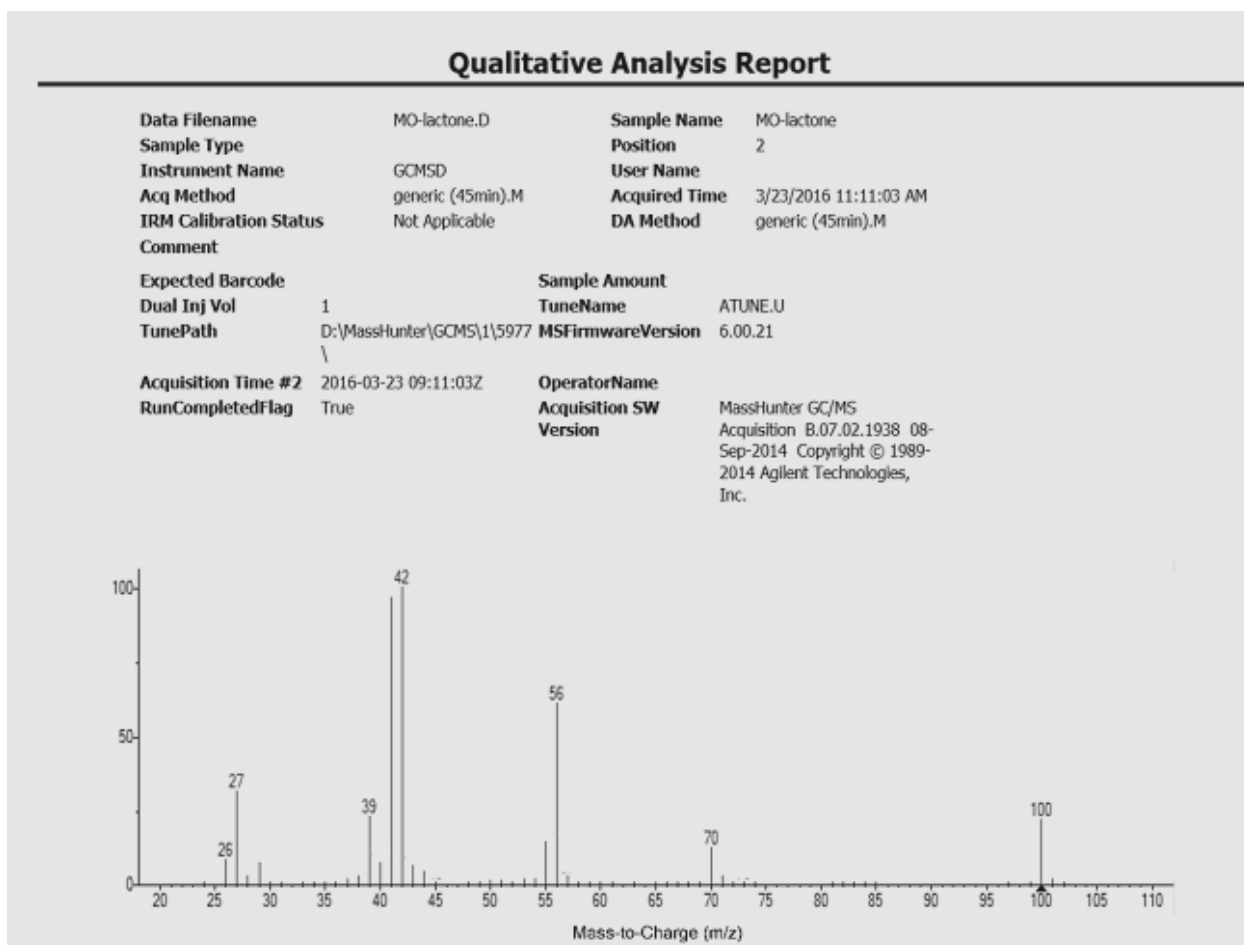 Qualitative Analysis Report
Data Filename MO-lactone.D Sample Name MO-lactone
Sample Type Position 2
Instrument Name GCMSD User Name
Acq Method generic (45min).M Acquired Time 3/23/2016 11:11:03 AM
IRM Calibration Status Not Applicable DA Method generic (45min).M
Comment
Expected Barcode Sample Amount
Dual Inj Vol 1 TuneName ATUNE.U
TunePath D:\MassHunter\GCMS\1\5977 MSFirmwareVersion 6.00.21
\
Acquisition Time #2 2016-03-23 09:11:03Z OperatorName
RunCompletedFlag True Acquisition SW MassHunter GC/MS
Version Acquisition B.07.02.1938 08-
Sep-2014 Copyright © 1989-
2014 Agilent Technologies,
Inc.
100 42
56
50
27
39 100
26 70
0
20 25 30 35 40 45 50 55 60 65 70 75 80 85 90 95 100 105 110
Mass-to-Charge (m/z)